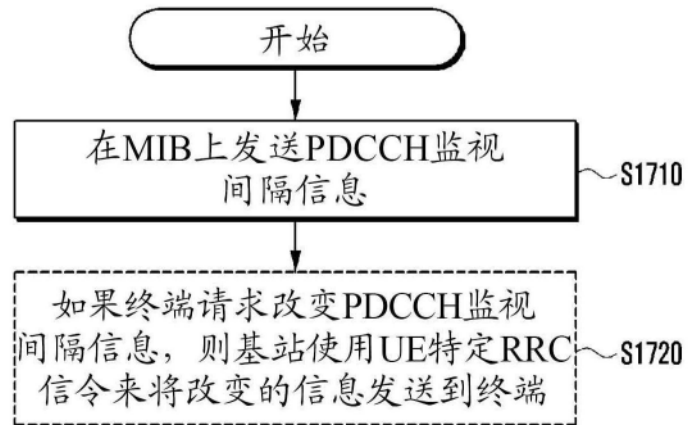 开始
在MIB上发送PDCCH监视
间隔信息
S1710
如果终端请求改变PDCCH监视
间隔信息，则基站使用UE特定RRC
信令来将改变的信息发送到终端
S1720